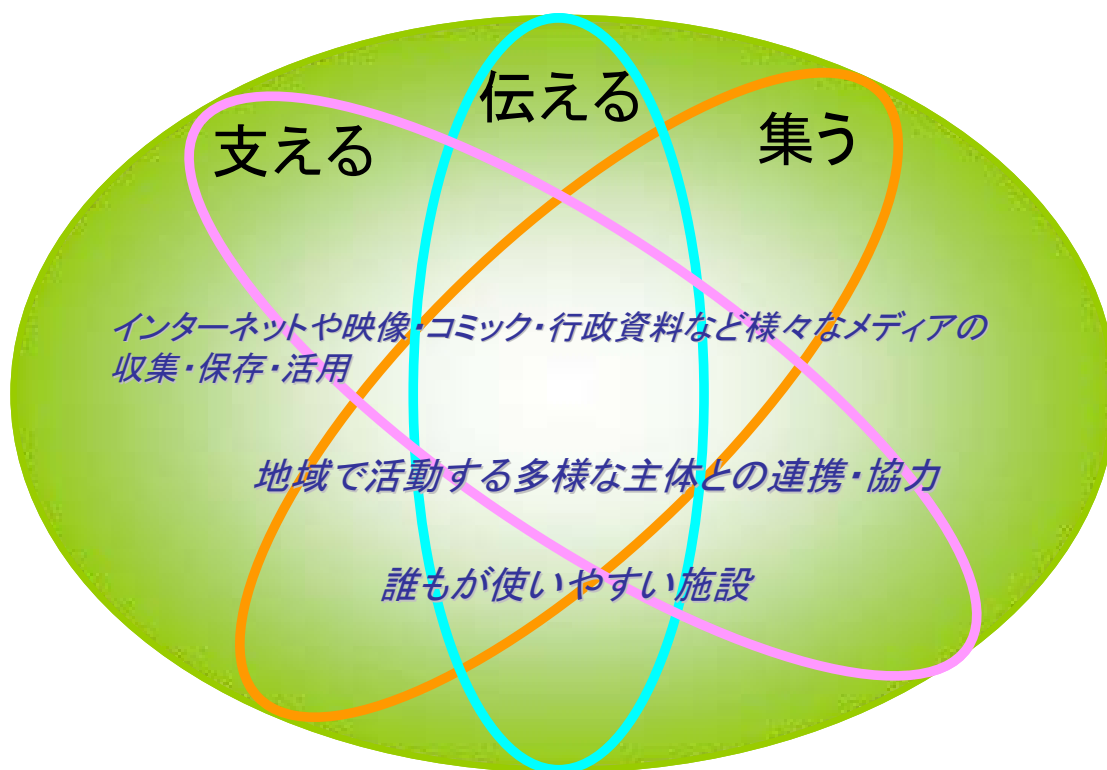 支える
伝える
集う
インターネットや映像・コミック・行政資料など様々なメディアの
収集・保存・活用
地域で活動する多様な主体との連携・協力
誰もが使いやすい施設